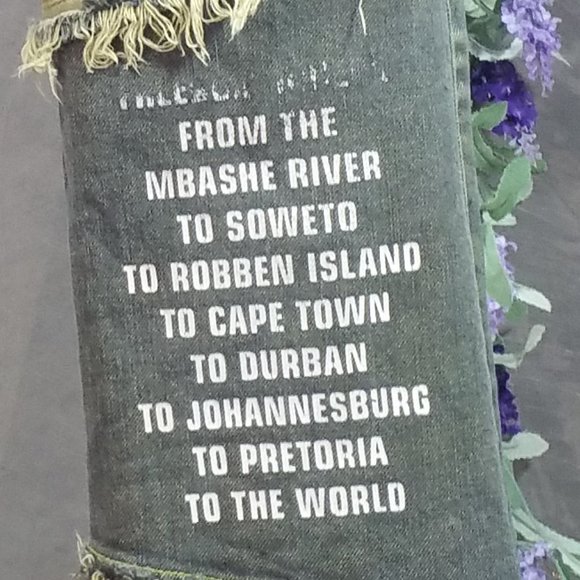 FROM THE
MBASHE RIVER
TO SOWETO
TO ROBBEN ISLAND
TO CAPE TOWN
TO DURBAN
TO JOHANNESBURG
TO PRETORIA
TO THE WORLD